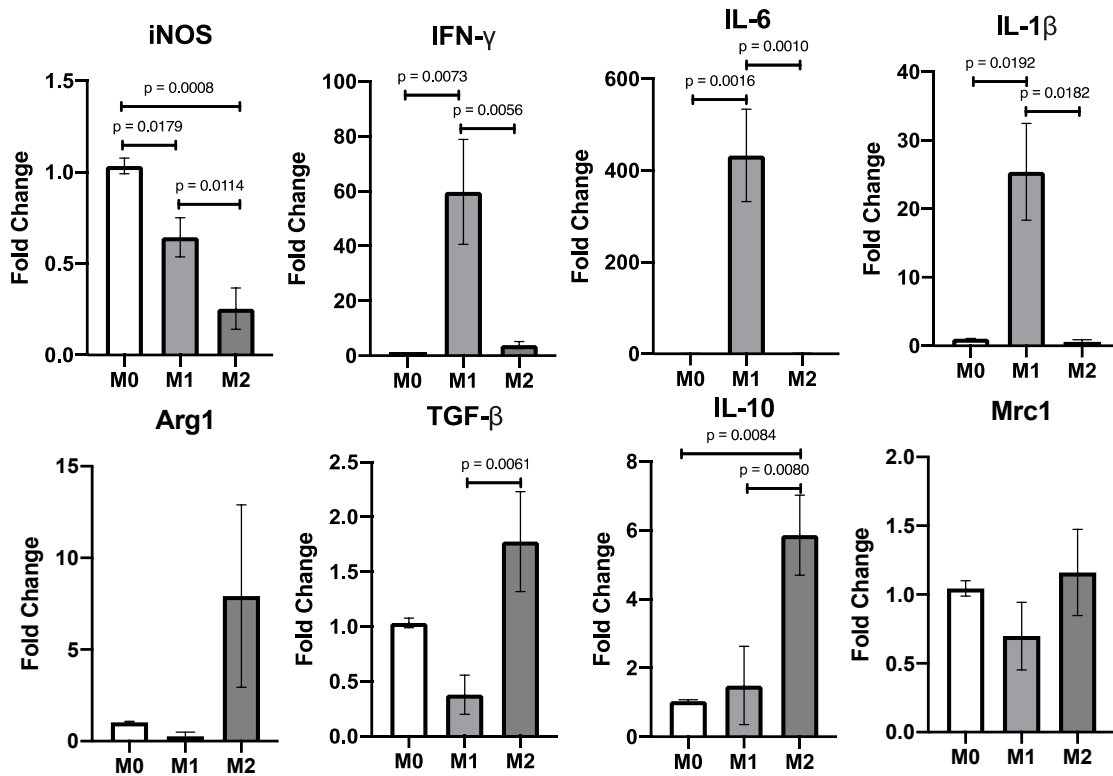 iNOS
Fold Change
1.0
0.5
0.0
p = 0.0008
p = 0.0179
p = 0.0114
M0 M1 M2
IFN-γ
Fold Change
100
80
60
40
20
0
p = 0.0073
p = 0.0056
M0 M1 M2
IL-6
Fold Change
600
400
200
0
p = 0.0010
p = 0.0016
M0 M1 M2
IL-1β
Fold Change
40
30
20
10
0
p = 0.0192
p = 0.0182
M0 M1 M2
Arg1
Fold Change
15
10
5
0
M0 M1 M2
TGF-β
Fold Change
2.5
2.0
1.5
1.0
0.5
0.0
p = 0.0061
M0 M1 M2
IL-10
Fold Change
8
6
4
2
0
p = 0.0084
p = 0.0080
M0 M1 M2
Mrc1
Fold Change
2.0
1.5
1.0
0.5
0.0
M0 M1 M2